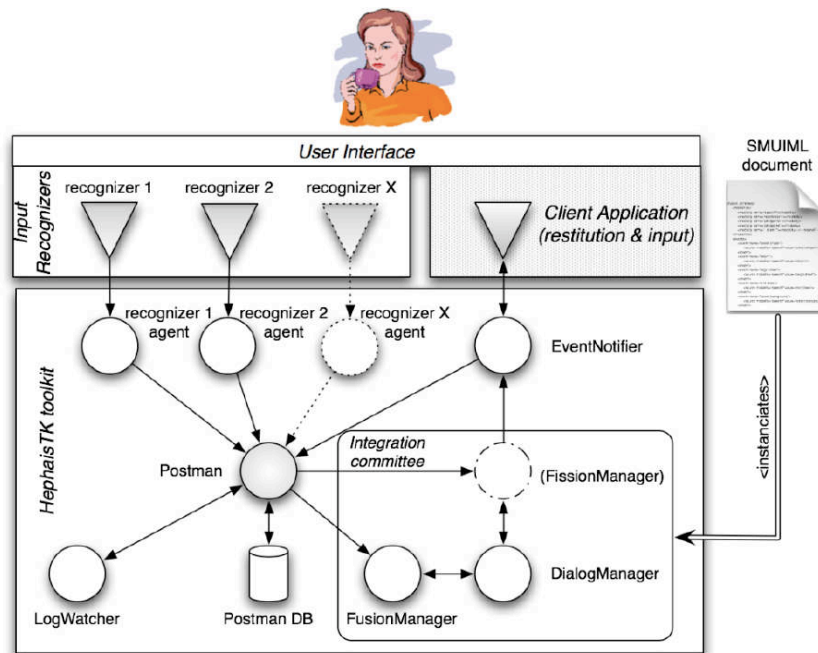 User Interface
SMUIML
document
Input
Recognizers
recognizer 1
recognizer 2
recognizer X
Client Application
(restitution & input)
HephaisTK toolkit
recognizer 1
agent
recognizer 2
agent
recognizer X
agent
EventNotifier
<instanciates>
Postman
Integration
committee
(FissionManager)
LogWatcher
Postman DB
FusionManager
DialogManager